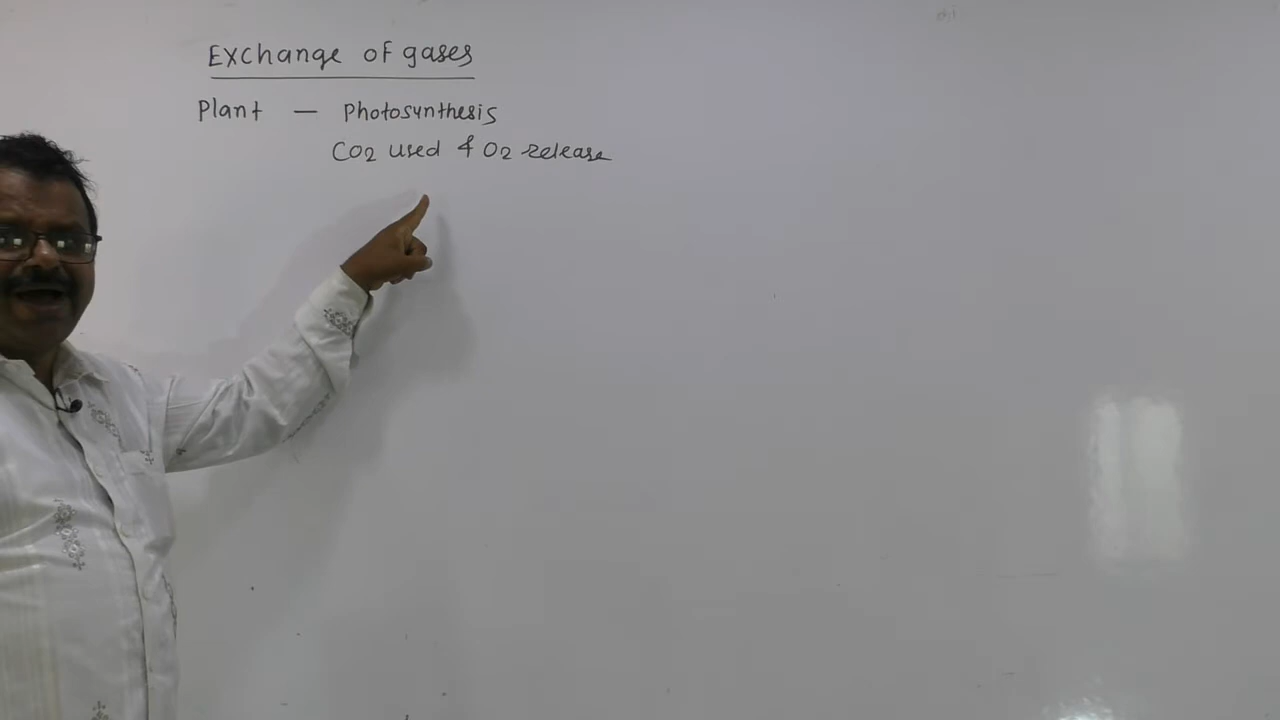 Exchange of gases
Plant — Photosynthesis
CO2 used & O2 release